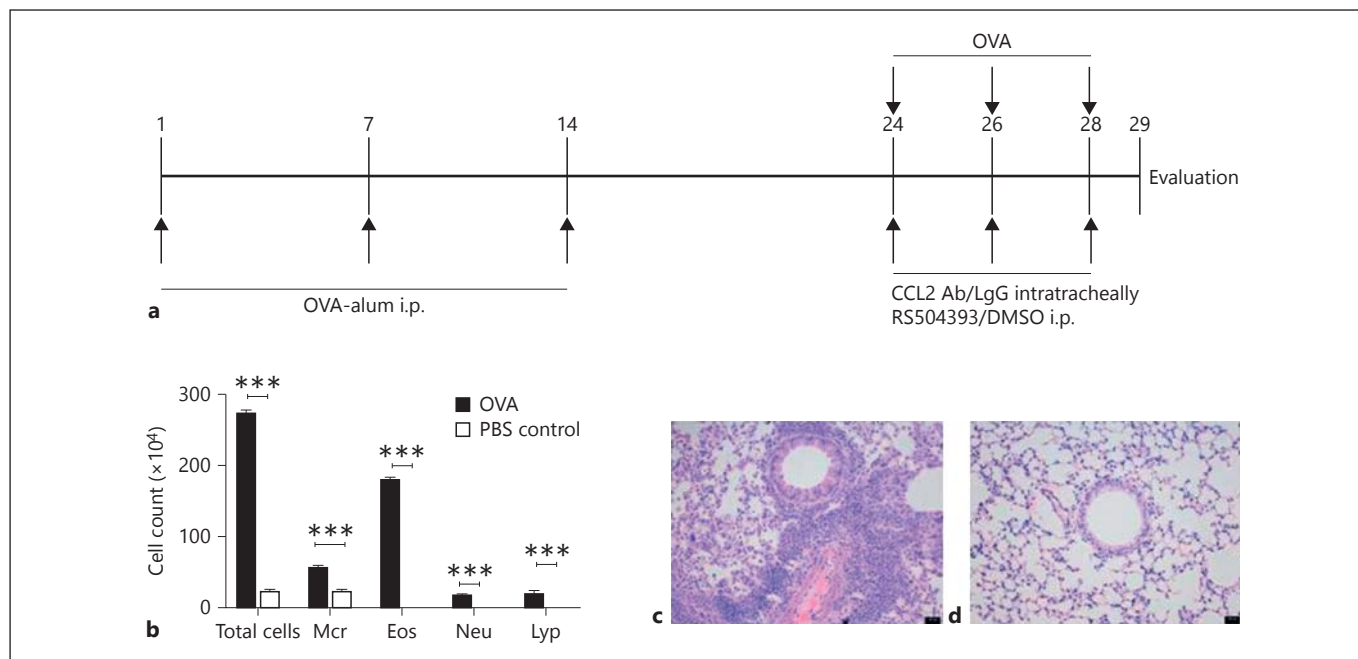 OVA
1 7 14 24 26 28 29
Evaluation
OVA-alum i.p.
CCL2 Ab/LgG intratracheally
RS504393/DMSO i.p.
a
Cell count (×10⁴)
300
200
100
0
***
***
***
***
***
OVA
PBS control
Total cells Mcr Eos Neu Lyp
b
c
d